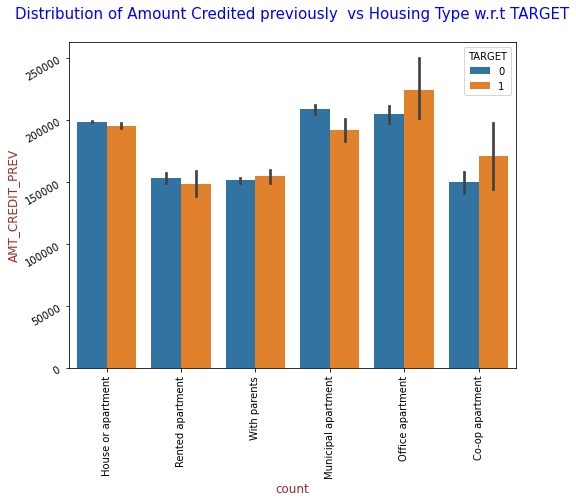 Distribution of Amount Credited previously  vs Housing Type w.r.t TARGET
TARGET
0
1
AMT_CREDIT_PREV
250000
200000
150000
100000
50000
0
House or apartment
Rented apartment
With parents
Municipal apartment
Office apartment
Co-op apartment
count